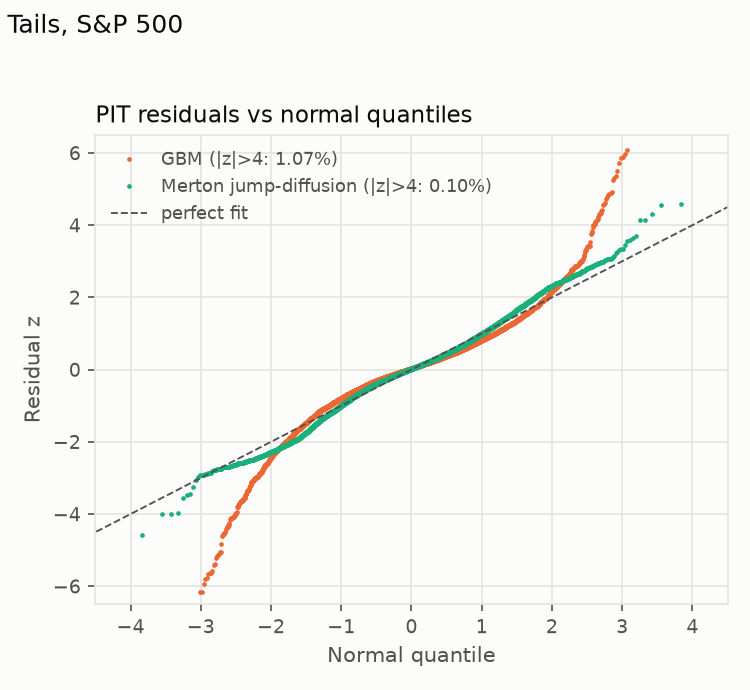 Tails, S&P 500
PIT residuals vs normal quantiles
GBM (|z|>4: 1.07%)
Merton jump-diffusion (|z|>4: 0.10%)
perfect fit
Residual z
6
4
2
0
−2
−4
−6
−4 −3 −2 −1 0 1 2 3 4
Normal quantile